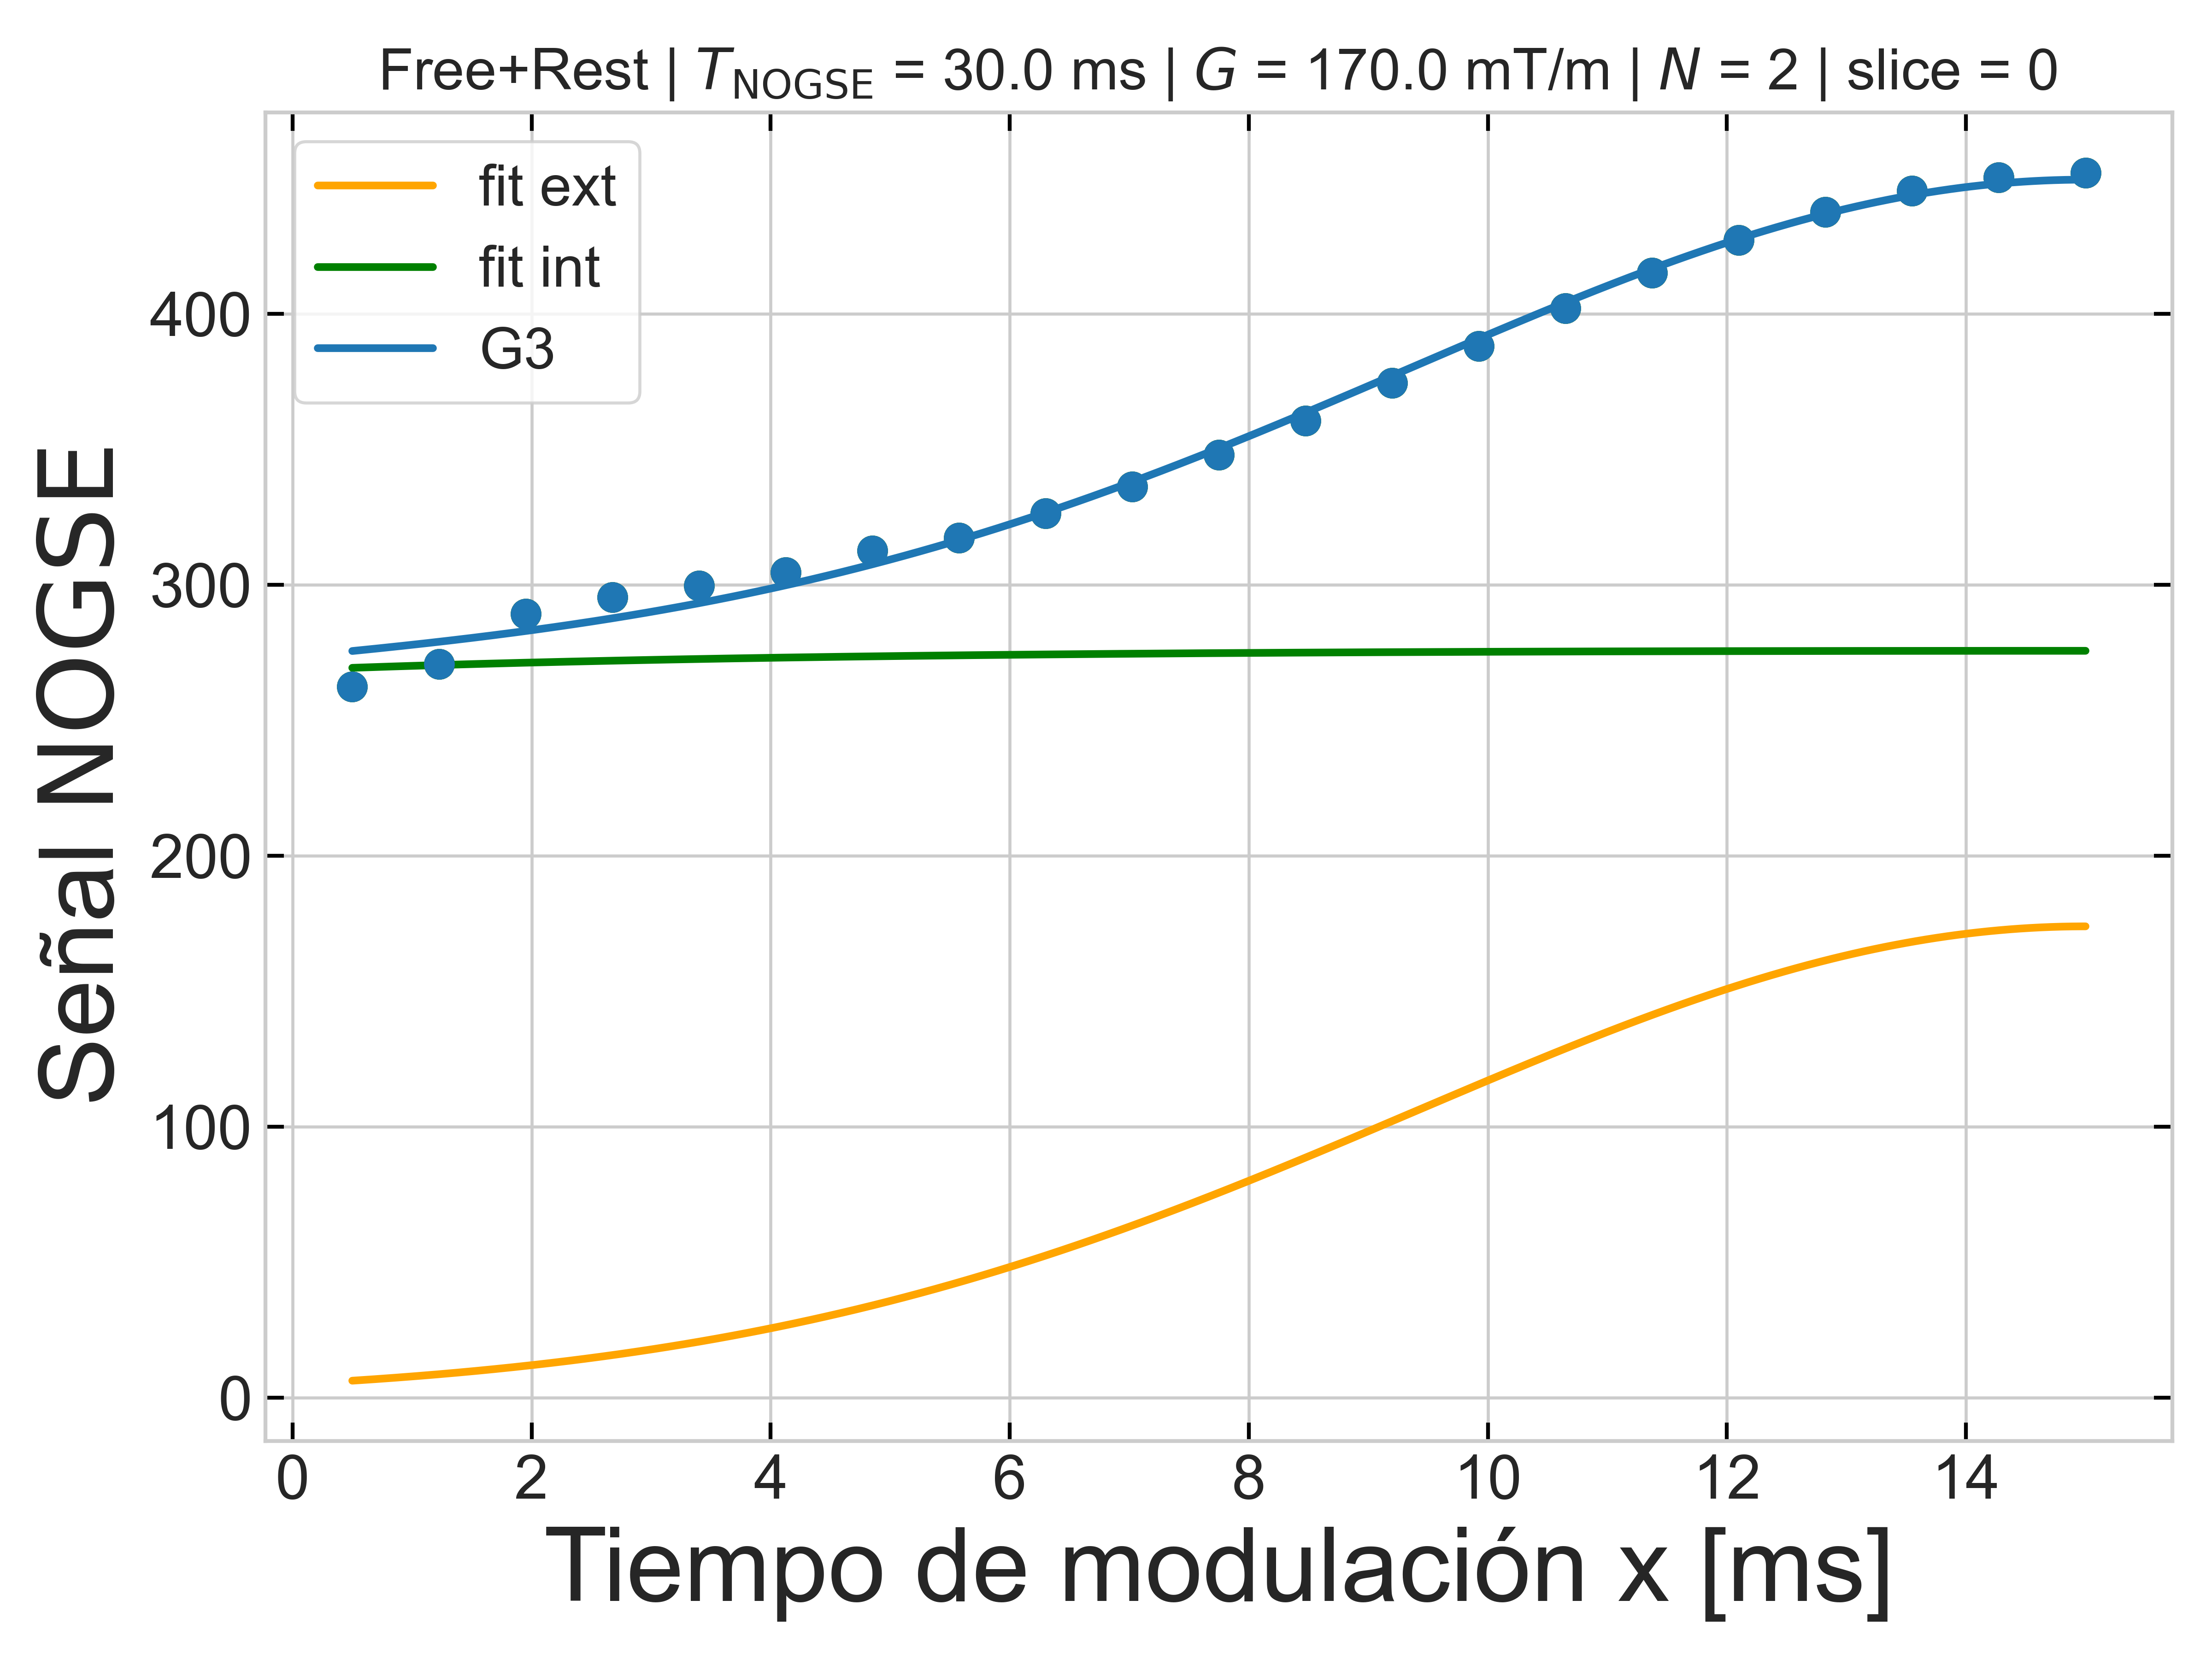 Free+Rest | T_NOGSE = 30.0 ms | G = 170.0 mT/m | N = 2 | slice = 0
fit ext
fit int
G3
Señal NOGSE
400
300
200
100
0
0 2 4 6 8 10 12 14
Tiempo de modulación x [ms]